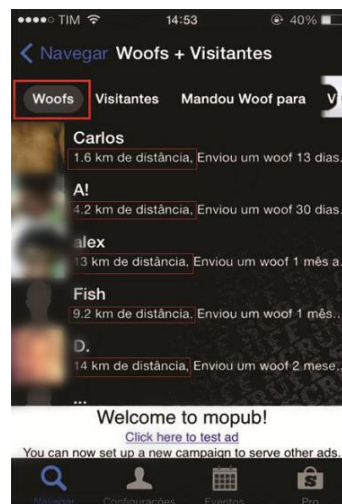 TIM 14:53 40%
Navegar Woofs + Visitantes
Woofs Visitantes Mandou Woof para V
Carlos
1.6 km de distância, Enviou um woof 13 dias.
A!
4.2 km de distância, Enviou um woof 30 dias.
alex
13 km de distância, Enviou um woof 1 mês a.
Fish
9.2 km de distância, Enviou um woof 1 mês..
D.
14 km de distância, Enviou um woof 2 mese..
...
Welcome to mopub!
Click here to test ad
You can now set up a new campaign to serve other ads.
Navegar Configurações Eventos Pro